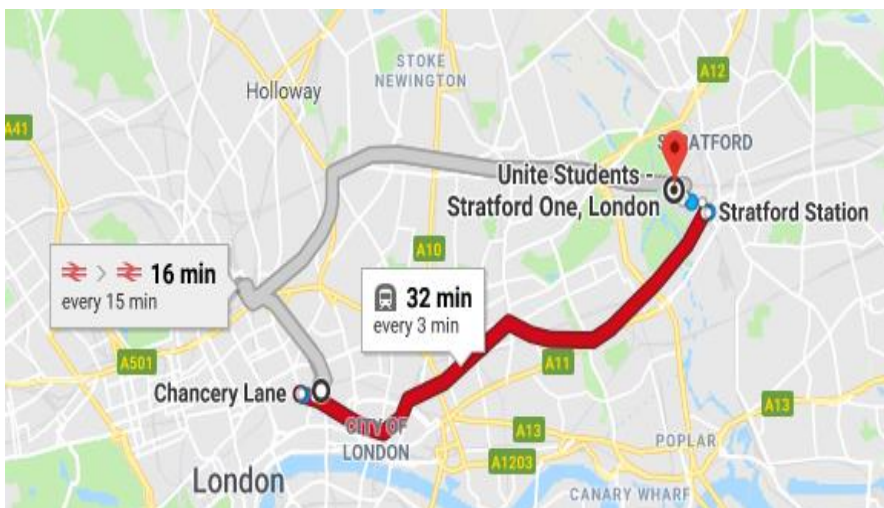 STOKE
NEWINGTON
Holloway
A12
A41
STRATFORD
Unite Students -
Stratford One, London
Stratford Station
A10
> 16 min
every 15 min
32 min
every 3 min
A501
A11
Chancery Lane
CITY OF
LONDON
A13
A13
POPLAR
A1203
London
CANARY WHARF